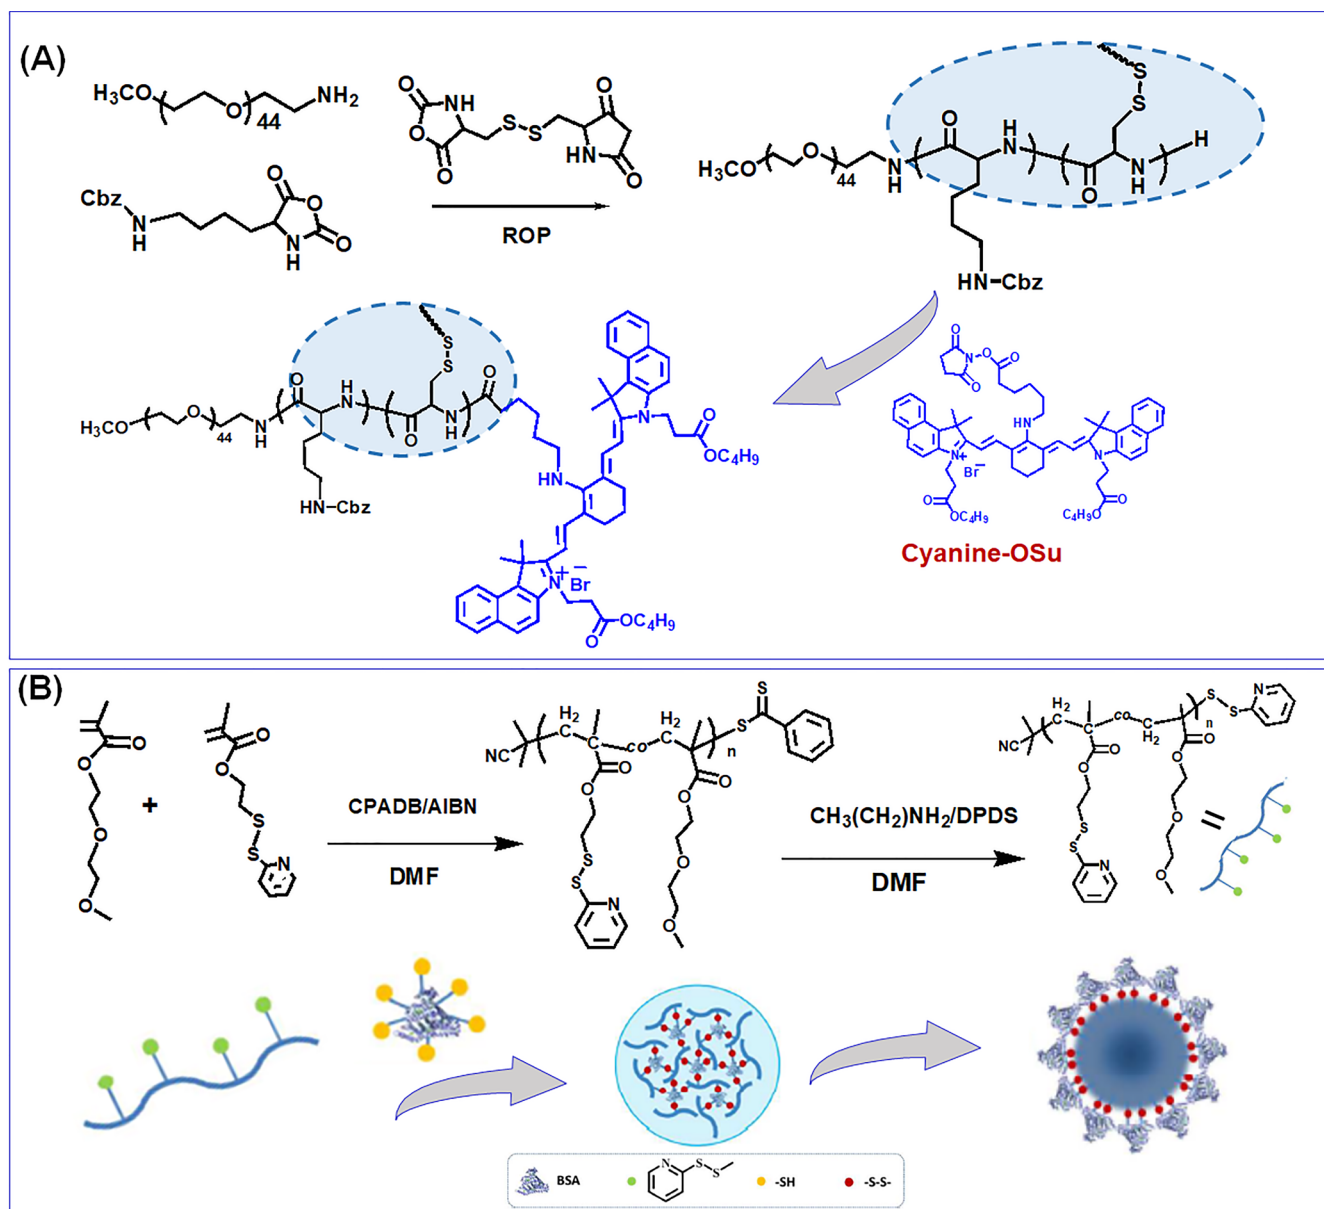 (A)
H3CO
O
44
NH2
O
O
NH
O
O
S
S
O
HN
O
Cbz
N
H
O
O
O
N
H
ROP
H3CO
O
44
N
H
O
H
N
S
S
O
N
H
H
HN–Cbz
H3CO
O
44
N
H
O
H
N
S
S
O
N
H
O
HN–Cbz
HN
N
O
OC4H9
N
+ –
Br
O
OC4H9
O
N
O
O
O
HN
N
+
Br–
O
OC4H9
N
O
C4H9O
Cyanine-OSu
(B)
O
O
O
O
+
O
O
S
S
N
CPADB/AIBN
DMF
NC
H2
C
C
co
H2
C
n
S
S
O
O
S
S
N
O
O
O
O
CH3(CH2)NH2/DPDS
DMF
NC
H2
C
co
C
H2
n
S
S
N
O
O
S
S
N
O
O
O
O
=
BSA
N
S
S
-SH
-S-S-